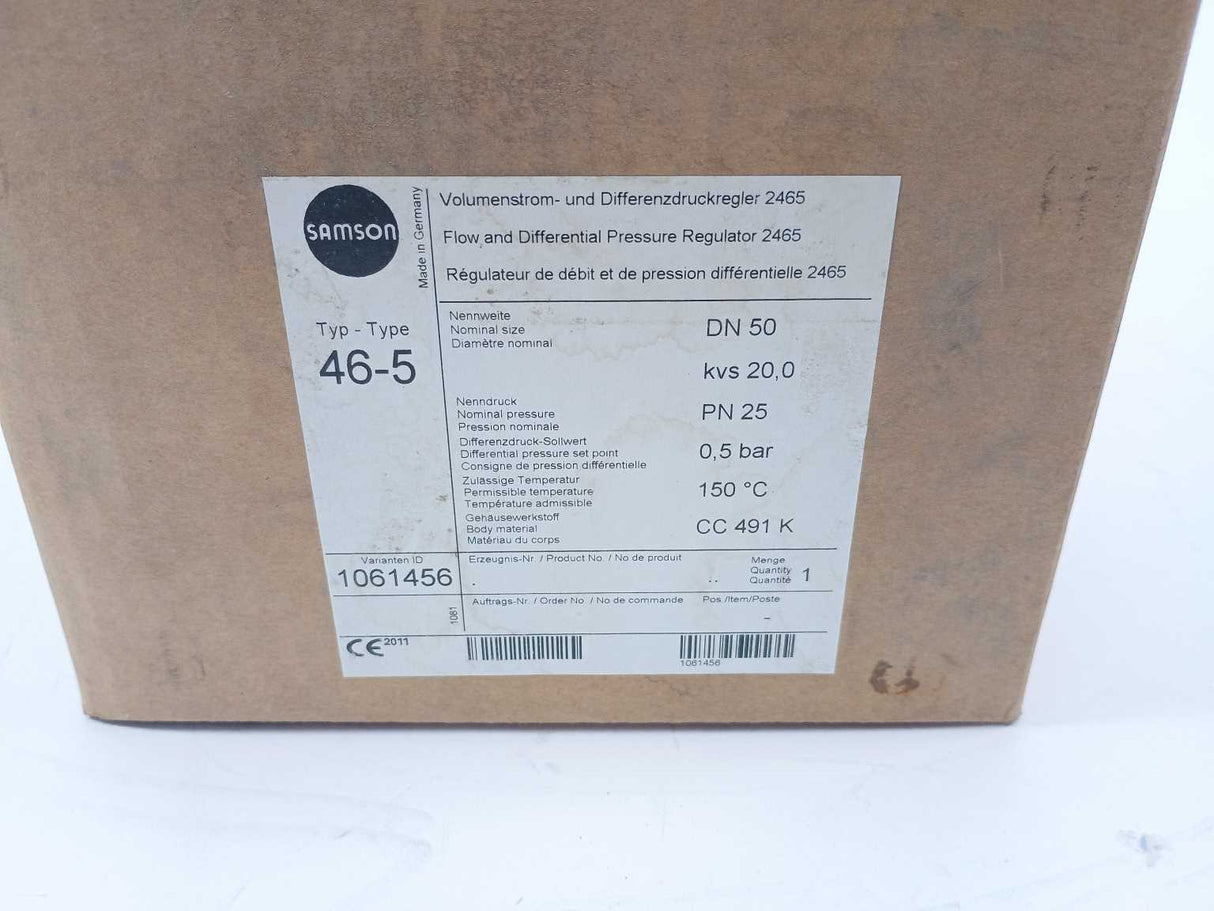 SAMSON
Made in Germany
Volumenstrom- und Differenzdruckregler 2465
Flow and Differential Pressure Regulator 2465
Régulateur de débit et de pression différentielle 2465
Typ - Type
46-5
Nennweite
Nominal size
Diamètre nominal
DN 50
kvs 20,0
Nenndruck
Nominal pressure
Pression nominale
PN 25
Differenzdruck-Sollwert
Differential pressure set point
Consigne de pression différentielle
0,5 bar
Zulässige Temperatur
Permissible temperature
Température admissible
150 °C
Gehäusewerkstoff
Body material
Matériau du corps
CC 491 K
Varianten ID
1061456
Erzeugnis-Nr. / Product No. / No de produit
. ..
Menge
Quantity
Quantité
1
1081
Auftrags-Nr. / Order No. / No de commande
Pos./Item/Poste
-
CE 2011
1061456